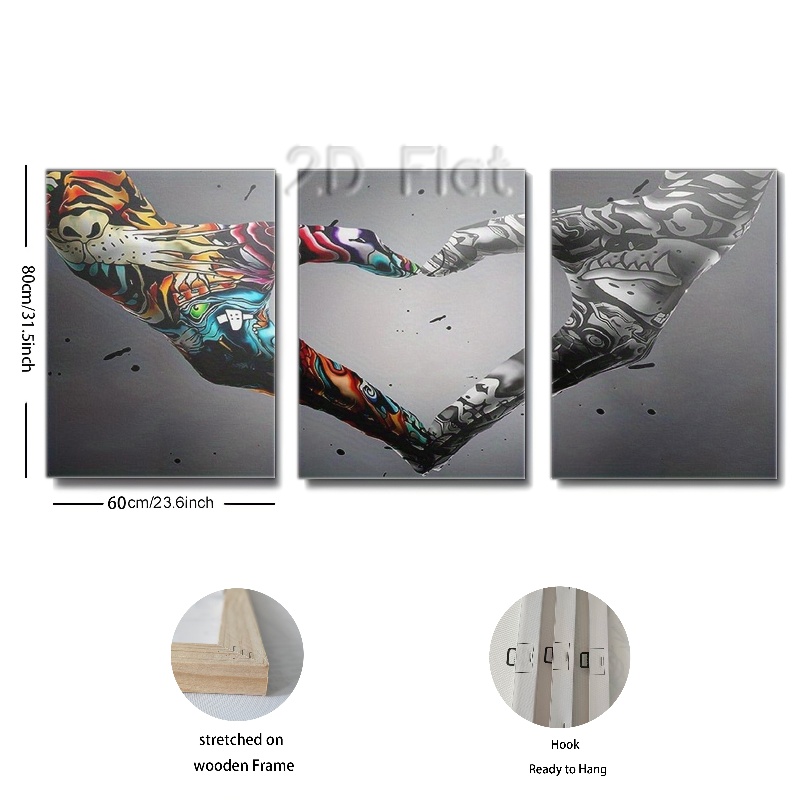 2D Flat
80cm/31.5inch
60cm/23.6inch
stretched on
wooden Frame
Hook
Ready to Hang